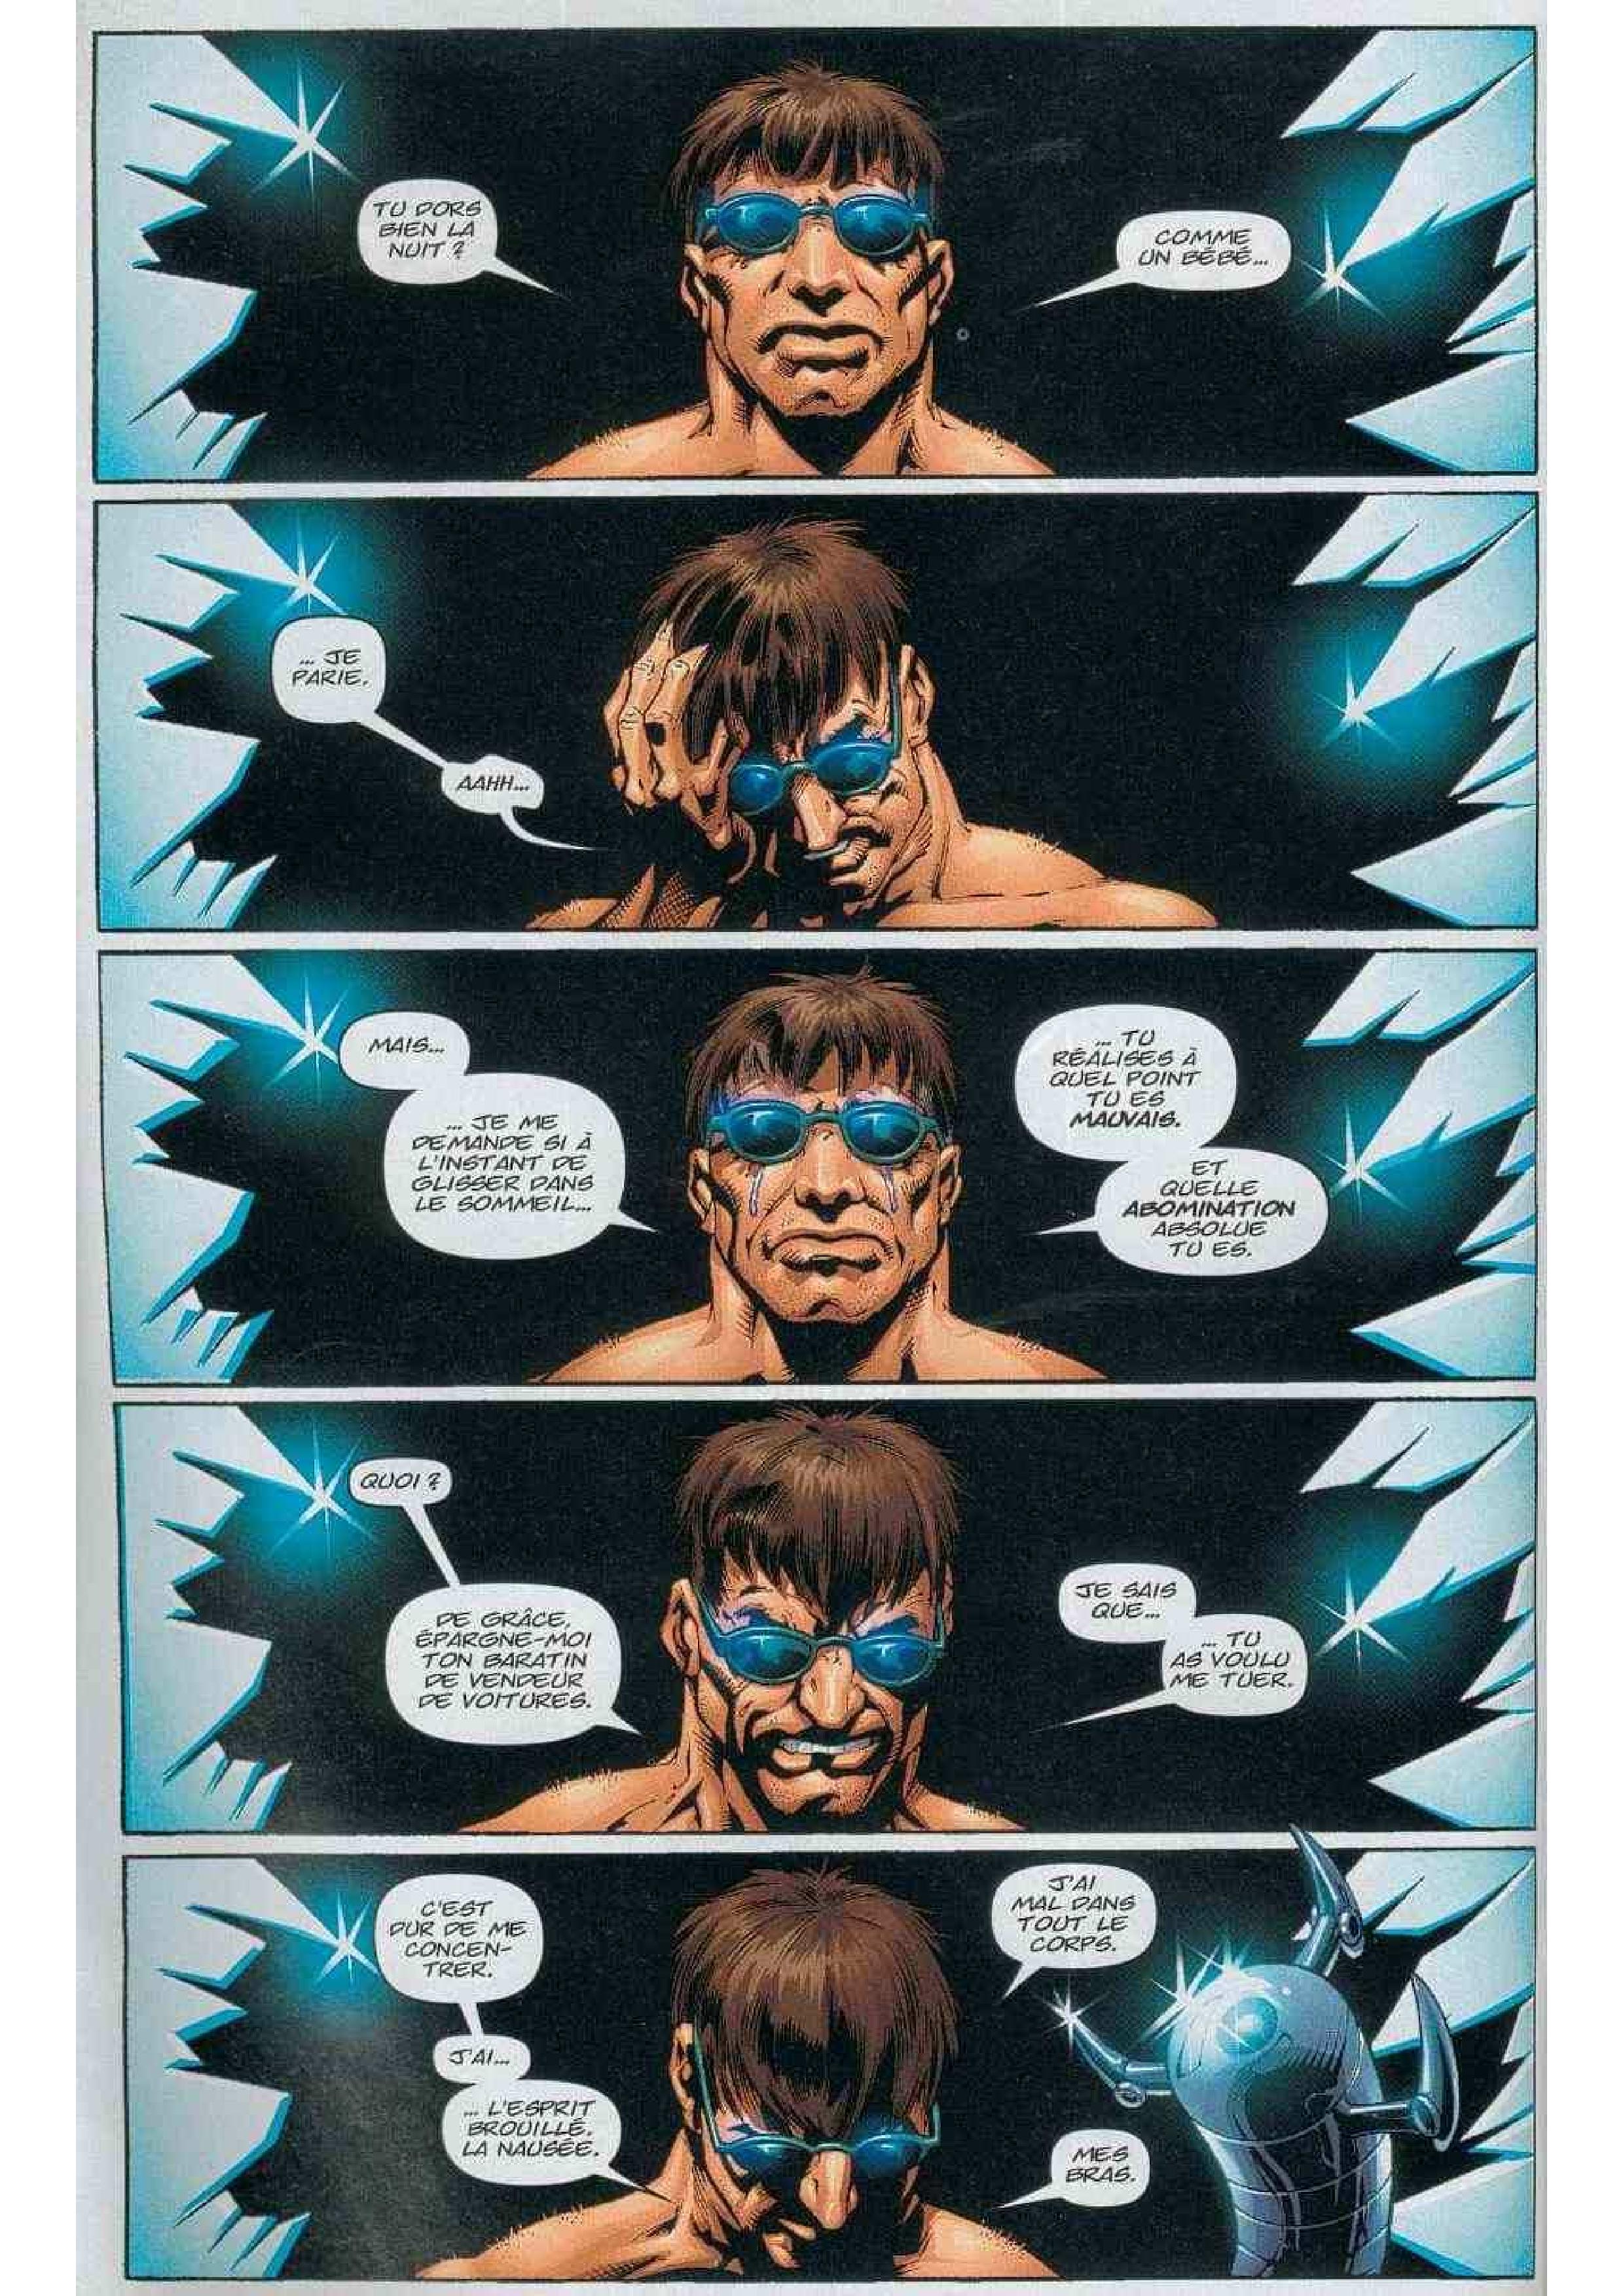 TU DORS
BIEN LA
NUIT ?
COMME
UN BÉBÉ...
... JE
PARIE.
AAHH...
MAIS...
... JE ME
DEMANDE SI À
L'INSTANT DE
GLISSER DANS
LE SOMMEIL...
... TU
RÉALISES À
QUEL POINT
TU ES
MAUVAIS.
ET
QUELLE
ABOMINATION
ABSOLUE
TU ES.
QUOI ?
DE GRÂCE,
ÉPARGNE-MOI
TON BARATIN
DE VENDEUR
DE VOITURES.
JE SAIS
QUE...
... TU
AS VOULU
ME TUER.
C'EST
DUR DE ME
CONCEN-
TRER.
J'AI...
... L'ESPRIT
BROUILLÉ.
LA NAUSÉE.
J'AI
MAL DANS
TOUT LE
CORPS.
MES
BRAS.